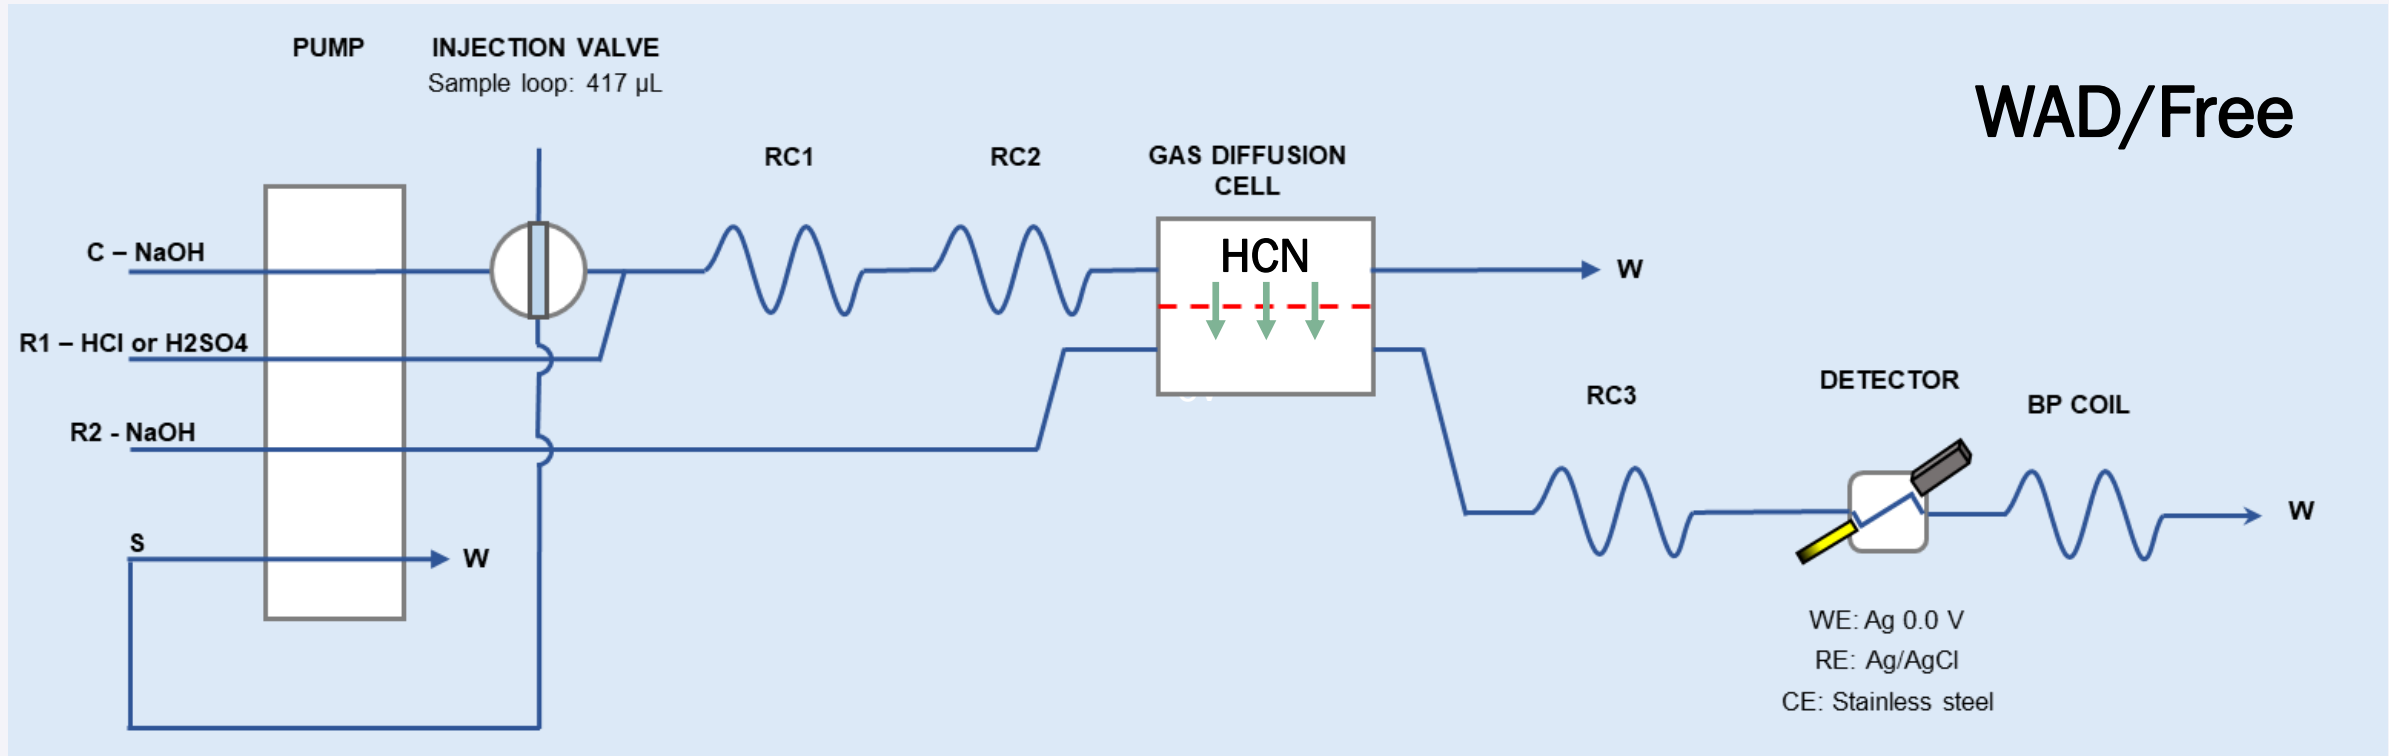 PUMP
INJECTION VALVE
Sample loop: 417 µL
WAD/Free
RC1
RC2
GAS DIFFUSION
CELL
C – NaOH
HCN
W
R1 – HCl or H2SO4
R2 - NaOH
RC3
DETECTOR
BP COIL
S
W
W
WE: Ag 0.0 V
RE: Ag/AgCl
CE: Stainless steel